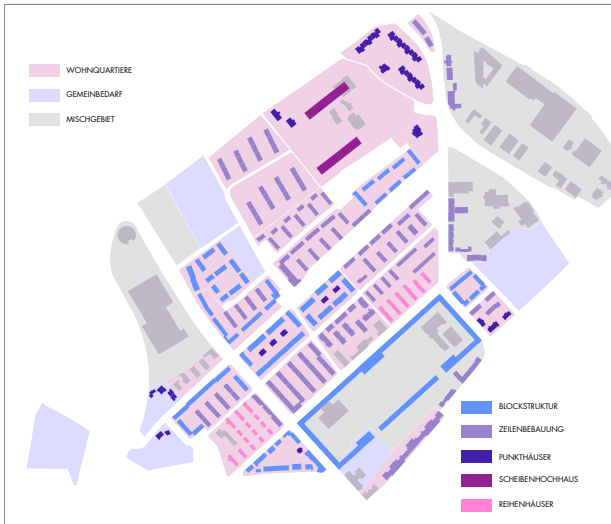 WOHNQUARTIERE
GEMEINBEDARF
MISCHGEBIET
BLOCKSTRUKTUR
ZEILENBEBAUUNG
PUNKTHÄUSER
SCHEIBENHOCHHAUS
REIHENHÄUSER